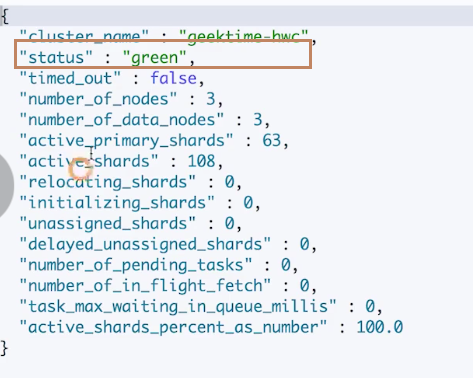 {
"cluster_name" : "geektime-hwc",
"status" : "green",
"timed_out" : false,
"number_of_nodes" : 3,
"number_of_data_nodes" : 3,
"active_primary_shards" : 63,
"active_shards" : 108,
"relocating_shards" : 0,
"initializing_shards" : 0,
"unassigned_shards" : 0,
"delayed_unassigned_shards" : 0,
"number_of_pending_tasks" : 0,
"number_of_in_flight_fetch" : 0,
"task_max_waiting_in_queue_millis" : 0,
"active_shards_percent_as_number" : 100.0
}